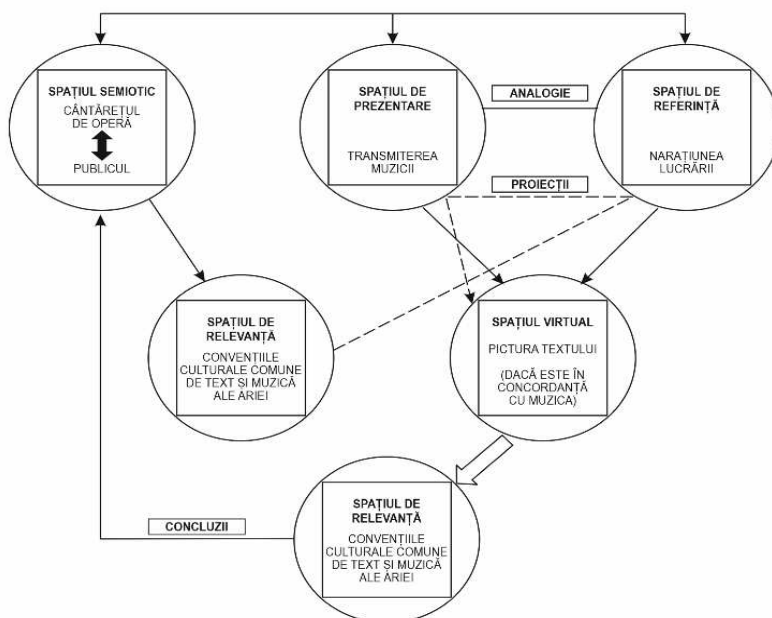 SPAȚIUL SEMIOTIC
CÂNTĂREȚUL
DE OPERĂ
PUBLICUL
SPAȚIUL DE
PREZENTARE
TRANSMITEREA
MUZICII
ANALOGIE
PROIECȚII
SPAȚIUL DE
REFERINȚĂ
NARAȚIUNEA
LUCRĂRII
SPAȚIUL DE
RELEVANȚĂ
CONVENȚIILE
CULTURALE COMUNE
DE TEXT ȘI MUZICĂ
ALE ARIEI
SPAȚIUL VIRTUAL
PICTURA TEXTULUI
(DACĂ ESTE ÎN
CONCORDANȚĂ
CU MUZICA)
CONCLUZII
SPAȚIUL DE
RELEVANȚĂ
CONVENȚIILE
CULTURALE COMUNE
DE TEXT ȘI MUZICĂ
ALE ARIEI